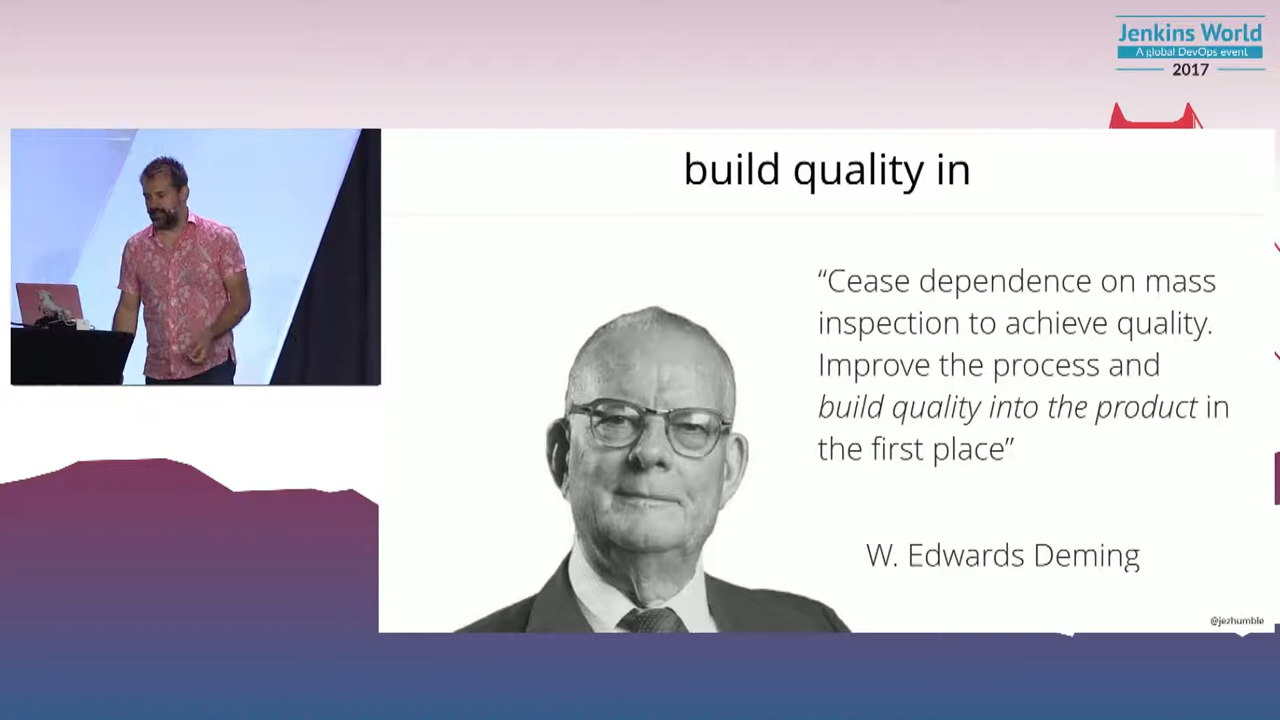 Jenkins World
A global DevOps event
2017
build quality in
“Cease dependence on mass
inspection to achieve quality.
Improve the process and
build quality into the product in
the first place”
W. Edwards Deming
@jezhumble